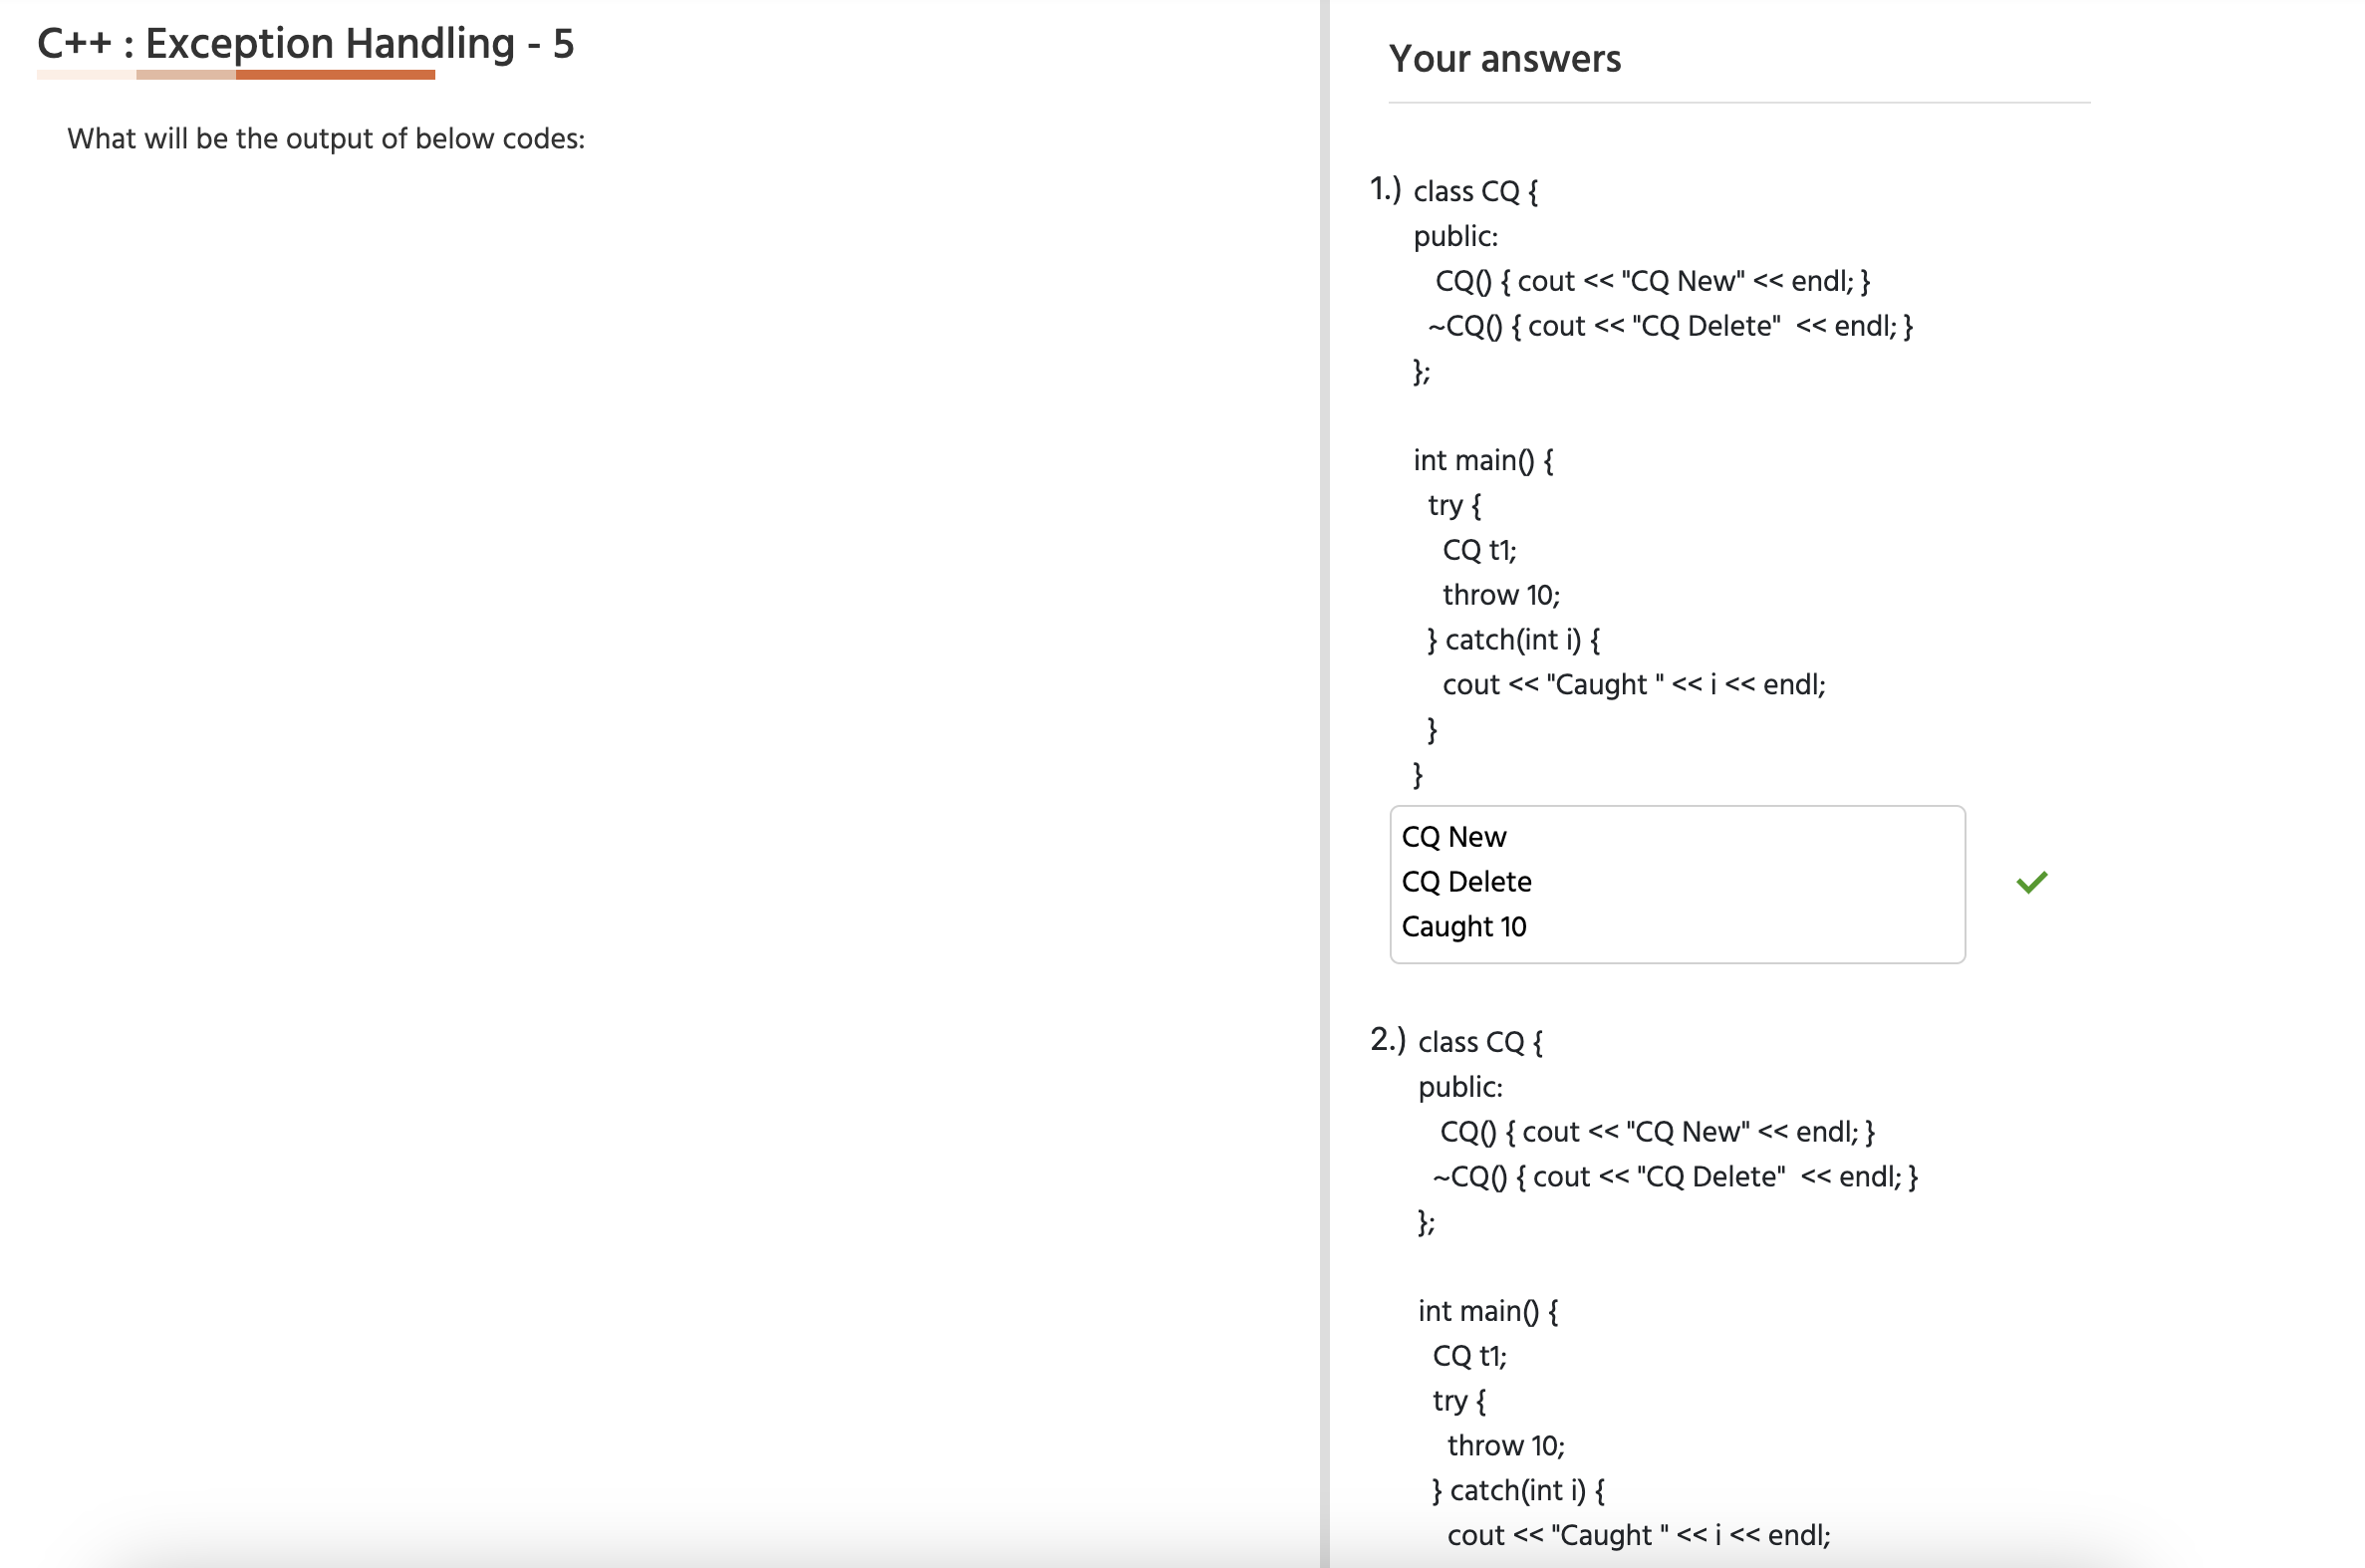 C++ : Exception Handling - 5
What will be the output of below codes:
Your answers
1.) class CQ {
public:
CQ() { cout << "CQ New" << endl; }
~CQ() { cout << "CQ Delete"  << endl; }
};
int main() {
try {
CQ t1;
throw 10;
} catch(int i) {
cout << "Caught " << i << endl;
}
}
CQ New
CQ Delete
Caught 10
2.) class CQ {
public:
CQ() { cout << "CQ New" << endl; }
~CQ() { cout << "CQ Delete"  << endl; }
};
int main() {
CQ t1;
try {
throw 10;
} catch(int i) {
cout << "Caught " << i << endl;